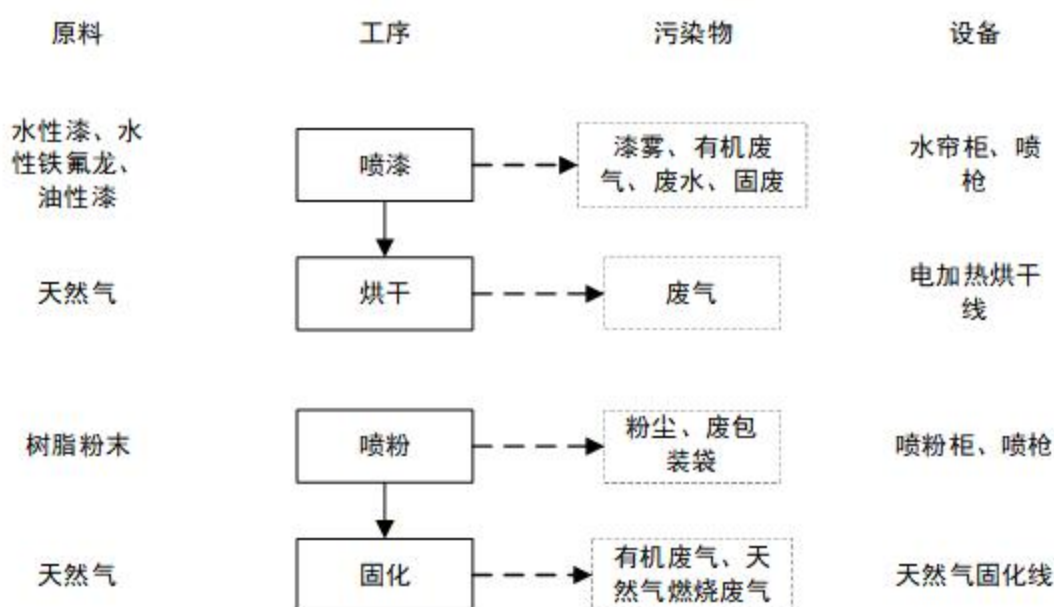 原料 工序 污染物 设备
水性漆、水
性铁氟龙、
油性漆
喷漆
漆雾、有机废
气、废水、固废
水帘柜、喷
枪
天然气
烘干
废气
电加热烘干
线
树脂粉末
喷粉
粉尘、废包
装袋
喷粉柜、喷枪
天然气
固化
有机废气、天
然气燃烧废气
天然气固化线